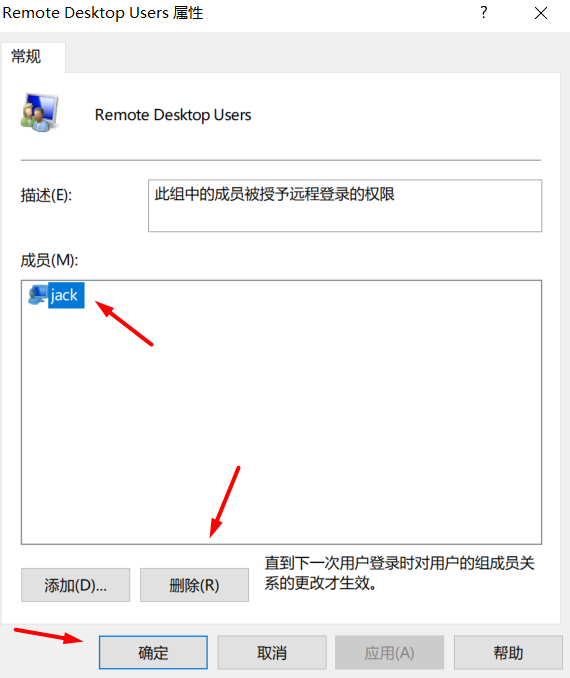 Remote Desktop Users 属性
?
常规
Remote Desktop Users
描述(E):
此组中的成员被授予远程登录的权限
成员(M):
jack
添加(D)...
删除(R)
直到下一次用户登录时对用户的组成员关
系的更改才生效。
确定
取消
应用(A)
帮助